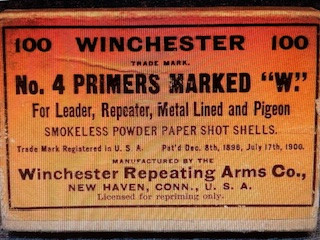 100 WINCHESTER 100
TRADE MARK.
No. 4 PRIMERS MARKED "W."
For Leader, Repeater, Metal Lined and Pigeon
SMOKELESS POWDER PAPER SHOT SHELLS.
Trade Mark Registered in U. S. A. Pat'd Dec. 8th, 1896, July 17th, 1900.
MANUFACTURED BY THE
Winchester Repeating Arms Co.,
NEW HAVEN, CONN., U. S. A.
Licensed for repriming only.